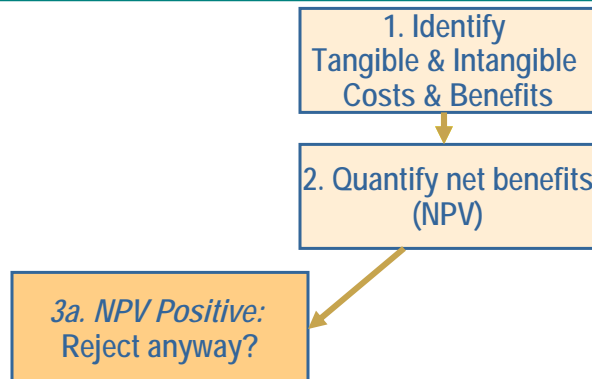 1. Identify
Tangible & Intangible
Costs & Benefits
2. Quantify net benefits
(NPV)
3a. NPV Positive:
Reject anyway?